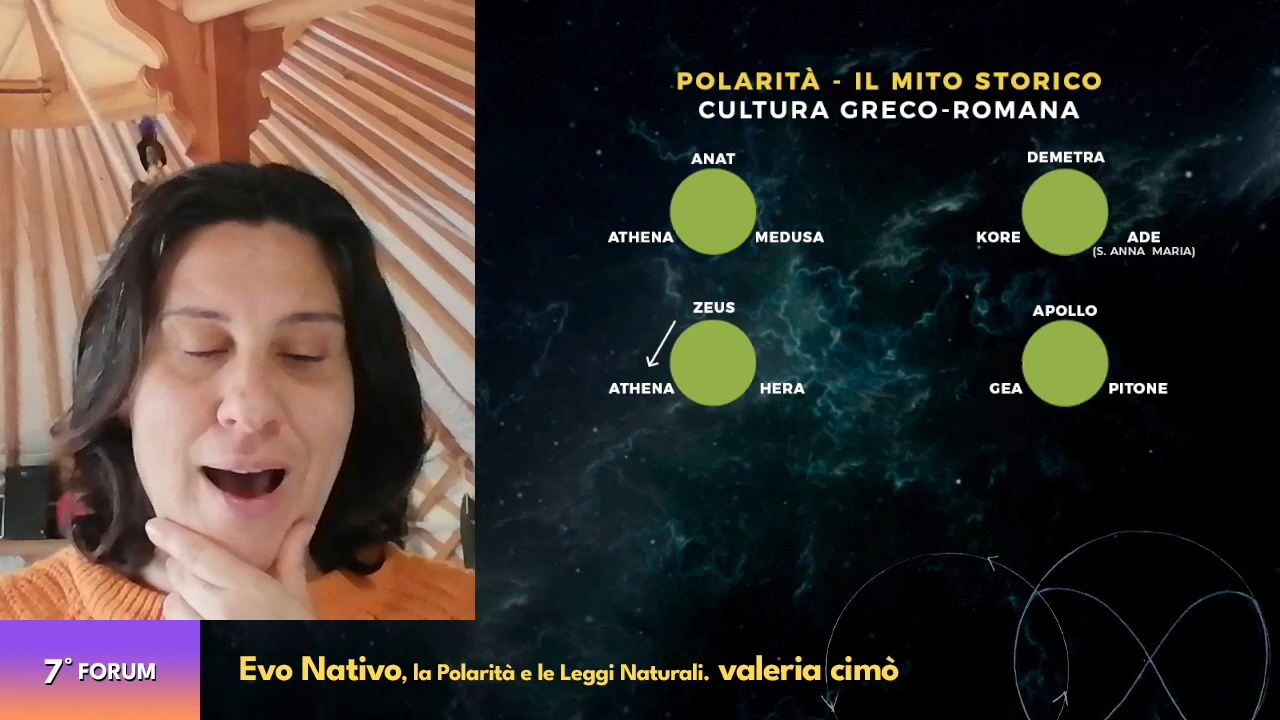 POLARITÀ - IL MITO STORICO
CULTURA GRECO-ROMANA
ANAT
ATHENA
MEDUSA
DEMETRA
KORE
ADE
(S. ANNA MARIA)
ZEUS
ATHENA
HERA
APOLLO
GEA
PITONE
7° FORUM
Evo Nativo, la Polarità e le Leggi Naturali. valeria cimò